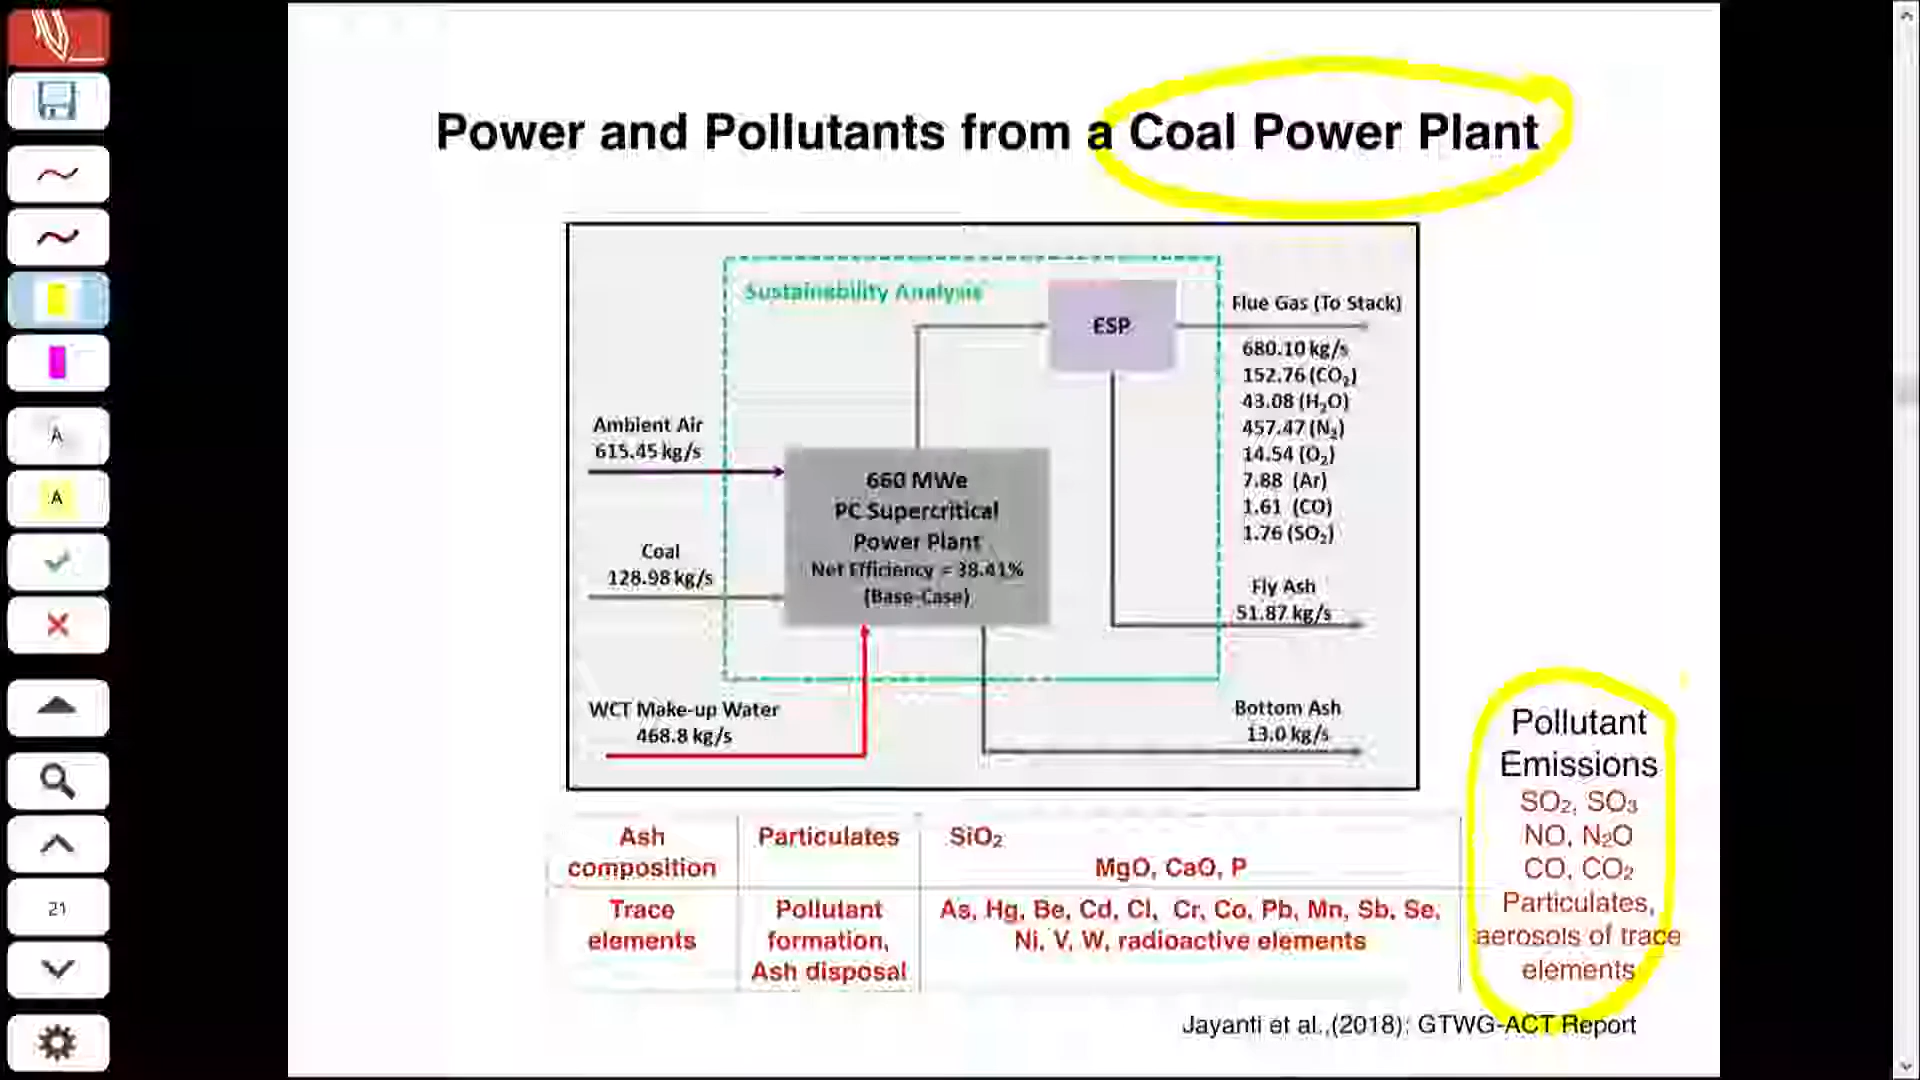 Power and Pollutants from a Coal Power Plant
Sustainability Analysis
ESP
Flue Gas (To Stack)
680.10 kg/s
152.76 (CO₂)
43.08 (H₂O)
457.47 (N₂)
14.54 (O₂)
7.88 (Ar)
1.61 (CO)
1.76 (SO₂)
Ambient Air
615.45 kg/s
660 MWe
PC Supercritical
Power Plant
Net Efficiency = 38.41%
(Base-Case)
Coal
128.98 kg/s
Fly Ash
51.87 kg/s
WCT Make-up Water
468.8 kg/s
Bottom Ash
13.0 kg/s
Pollutant
Emissions
SO₂, SO₃
NO, N₂O
CO, CO₂
Particulates,
aerosols of trace
elements
Ash
composition
Particulates
SiO₂
MgO, CaO, P
Trace
elements
Pollutant
formation,
Ash disposal
As, Hg, Be, Cd, Cl, Cr, Co, Pb, Mn, Sb, Se,
Ni, V, W, radioactive elements
Jayanti et al.,(2018); GTWG-ACT Report
A
A
21